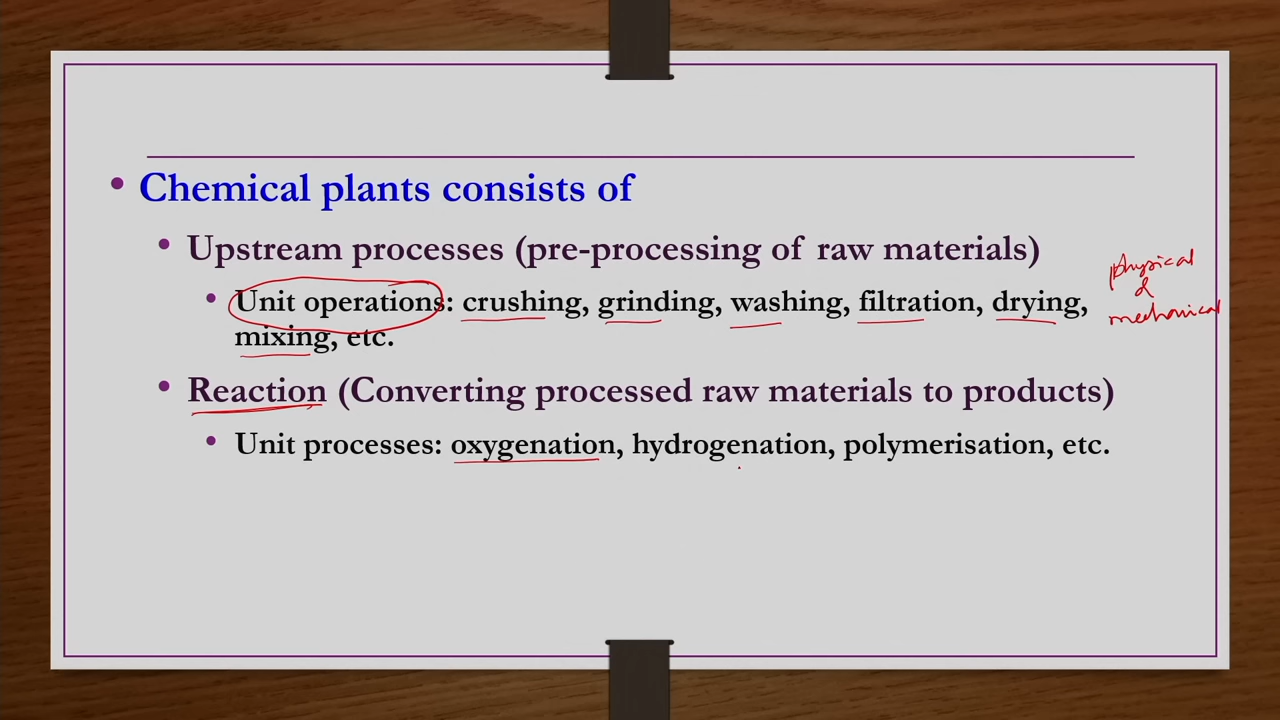 Chemical plants consists of
Upstream processes (pre-processing of raw materials)
Unit operations: crushing, grinding, washing, filtration, drying,
mixing, etc.
physical
&
mechanical
Reaction (Converting processed raw materials to products)
Unit processes: oxygenation, hydrogenation, polymerisation, etc.